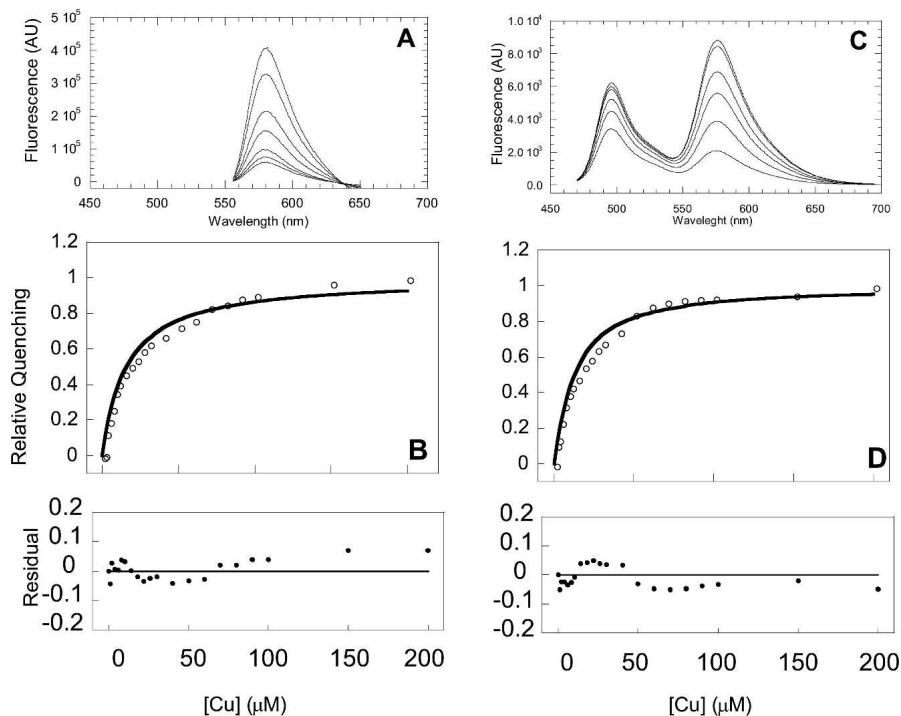 A
Fluorescence (AU)
5 10⁵
4 10⁵
3 10⁵
2 10⁵
1 10⁵
0
450 500 550 600 650 700
Wavelength (nm)
C
Fluorescence (AU)
1.0 10⁴
8.0 10³
6.0 10³
4.0 10³
2.0 10³
0.0
450 500 550 600 650 700
Waveleght (nm)
B
Relative Quenching
1.2
1
0.8
0.6
0.4
0.2
0
D
1.2
1
0.8
0.6
0.4
0.2
0
Residual
0.2
0.1
0
-0.1
-0.2
0 50 100 150 200
[Cu] (μM)
0.2
0.1
0
-0.1
-0.2
0 50 100 150 200
[Cu] (μM)